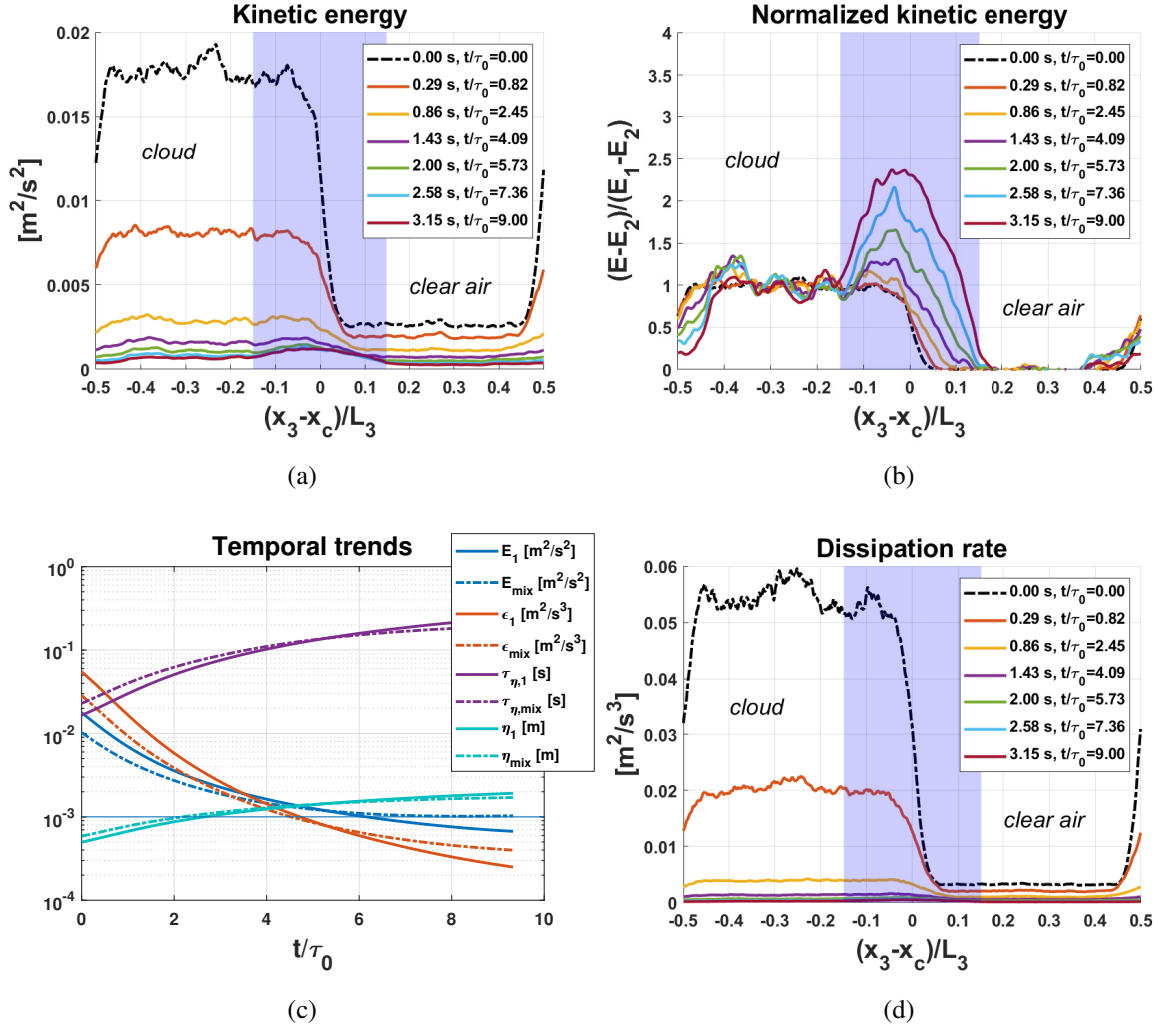 Kinetic energy
0.02
0.015
0.01
0.005
0
[m²/s²]
-0.5 -0.4 -0.3 -0.2 -0.1 0 0.1 0.2 0.3 0.4 0.5
(x₃-x_c)/L₃
cloud
clear air
0.00 s, t/τ₀=0.00
0.29 s, t/τ₀=0.82
0.86 s, t/τ₀=2.45
1.43 s, t/τ₀=4.09
2.00 s, t/τ₀=5.73
2.58 s, t/τ₀=7.36
3.15 s, t/τ₀=9.00
(a)
Normalized kinetic energy
4
3.5
3
2.5
2
1.5
1
0.5
0
(E-E₂)/(E₁-E₂)
-0.5 -0.4 -0.3 -0.2 -0.1 0 0.1 0.2 0.3 0.4 0.5
(x₃-x_c)/L₃
cloud
clear air
0.00 s, t/τ₀=0.00
0.29 s, t/τ₀=0.82
0.86 s, t/τ₀=2.45
1.43 s, t/τ₀=4.09
2.00 s, t/τ₀=5.73
2.58 s, t/τ₀=7.36
3.15 s, t/τ₀=9.00
(b)
Temporal trends
10⁰
10⁻¹
10⁻²
10⁻³
10⁻⁴
0 2 4 6 8 10
t/τ₀
E₁ [m²/s²]
E_mix [m²/s²]
ϵ₁ [m²/s³]
ϵ_mix [m²/s³]
τ_η,1 [s]
τ_η,mix [s]
η₁ [m]
η_mix [m]
(c)
Dissipation rate
0.06
0.05
0.04
0.03
0.02
0.01
0
[m²/s³]
-0.5 -0.4 -0.3 -0.2 -0.1 0 0.1 0.2 0.3 0.4 0.5
(x₃-x_c)/L₃
cloud
clear air
0.00 s, t/τ₀=0.00
0.29 s, t/τ₀=0.82
0.86 s, t/τ₀=2.45
1.43 s, t/τ₀=4.09
2.00 s, t/τ₀=5.73
2.58 s, t/τ₀=7.36
3.15 s, t/τ₀=9.00
(d)